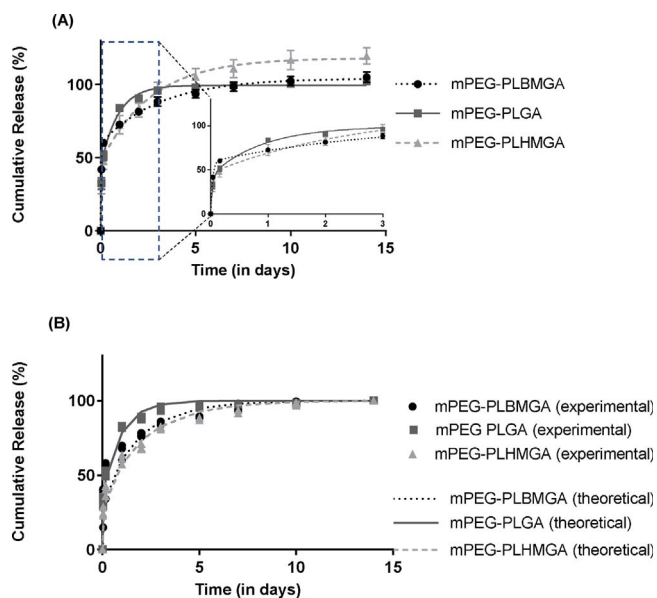 (A)
Cumulative Release (%)
100
50
0
0
5
10
15
Time (in days)
100
50
0
0
1
2
3
mPEG-PLBMGA
mPEG-PLGA
mPEG-PLHMGA
(B)
Cumulative Release (%)
100
50
0
0
5
10
15
Time (in days)
mPEG-PLBMGA (experimental)
mPEG PLGA (experimental)
mPEG-PLHMGA (experimental)
mPEG-PLBMGA (theoretical)
mPEG-PLGA (theoretical)
mPEG-PLHMGA (theoretical)